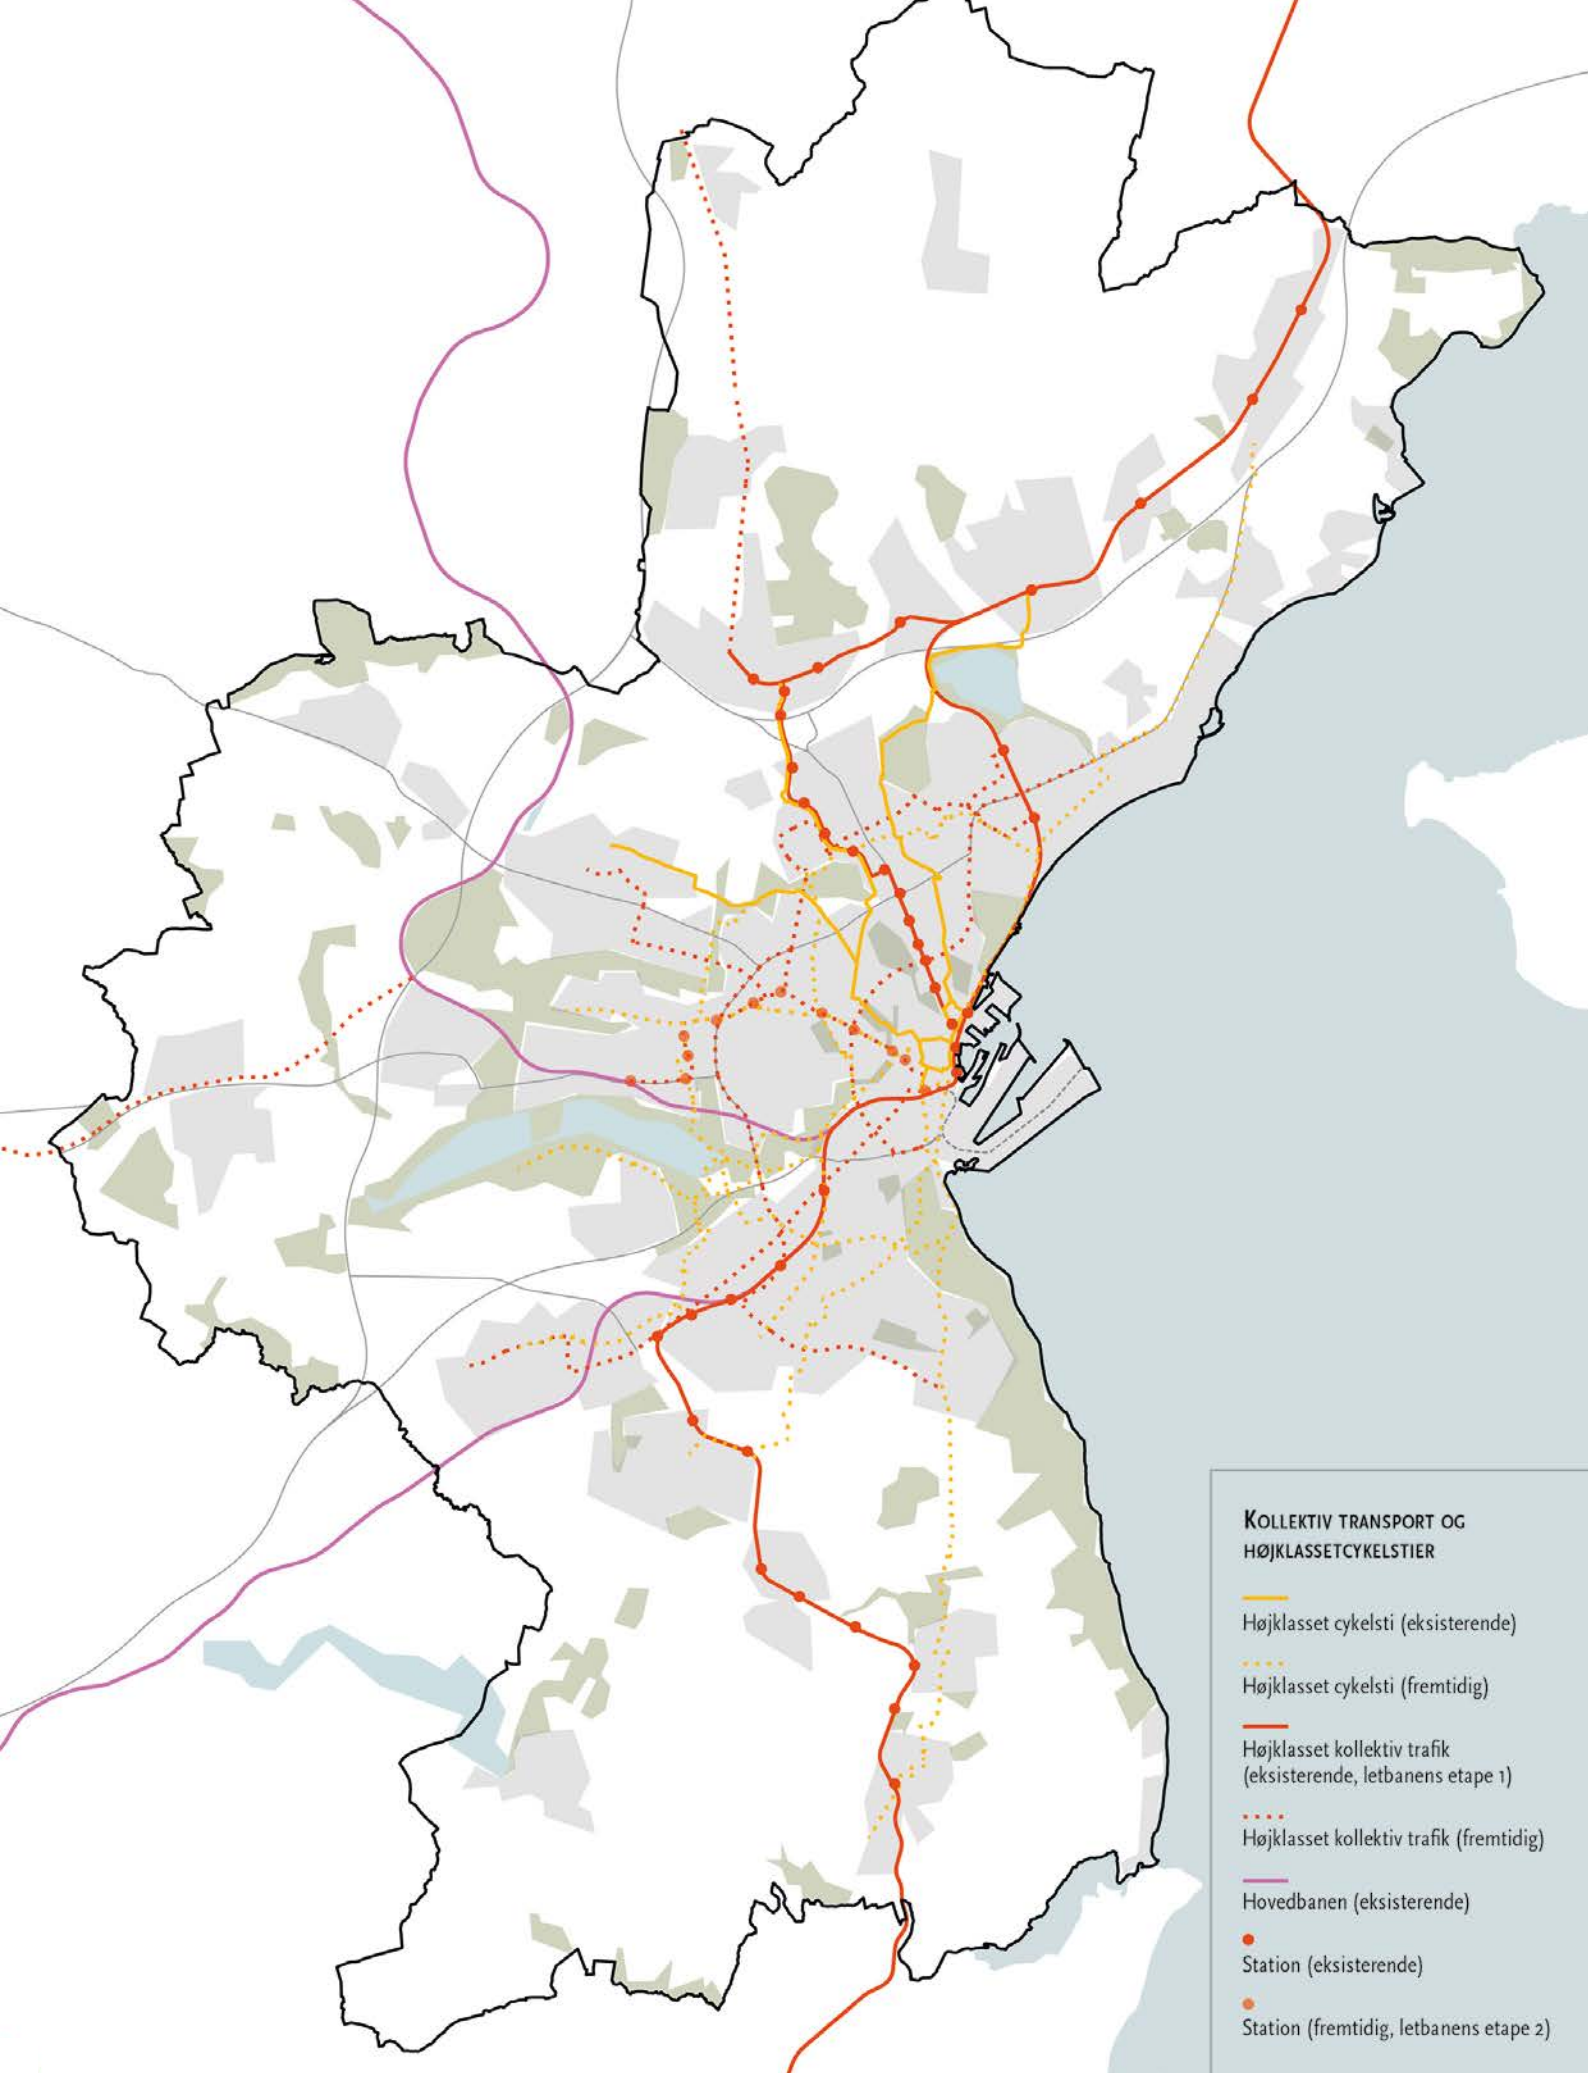 KOLLEKTIV TRANSPORT OG
HØJKLASSETCYKELSTIER
Højklasset cykelsti (eksisterende)
Højklasset cykelsti (fremtidig)
Højklasset kollektiv trafik
(eksisterende, letbanens etape 1)
Højklasset kollektiv trafik (fremtidig)
Hovedbanen (eksisterende)
Station (eksisterende)
Station (fremtidig, letbanens etape 2)